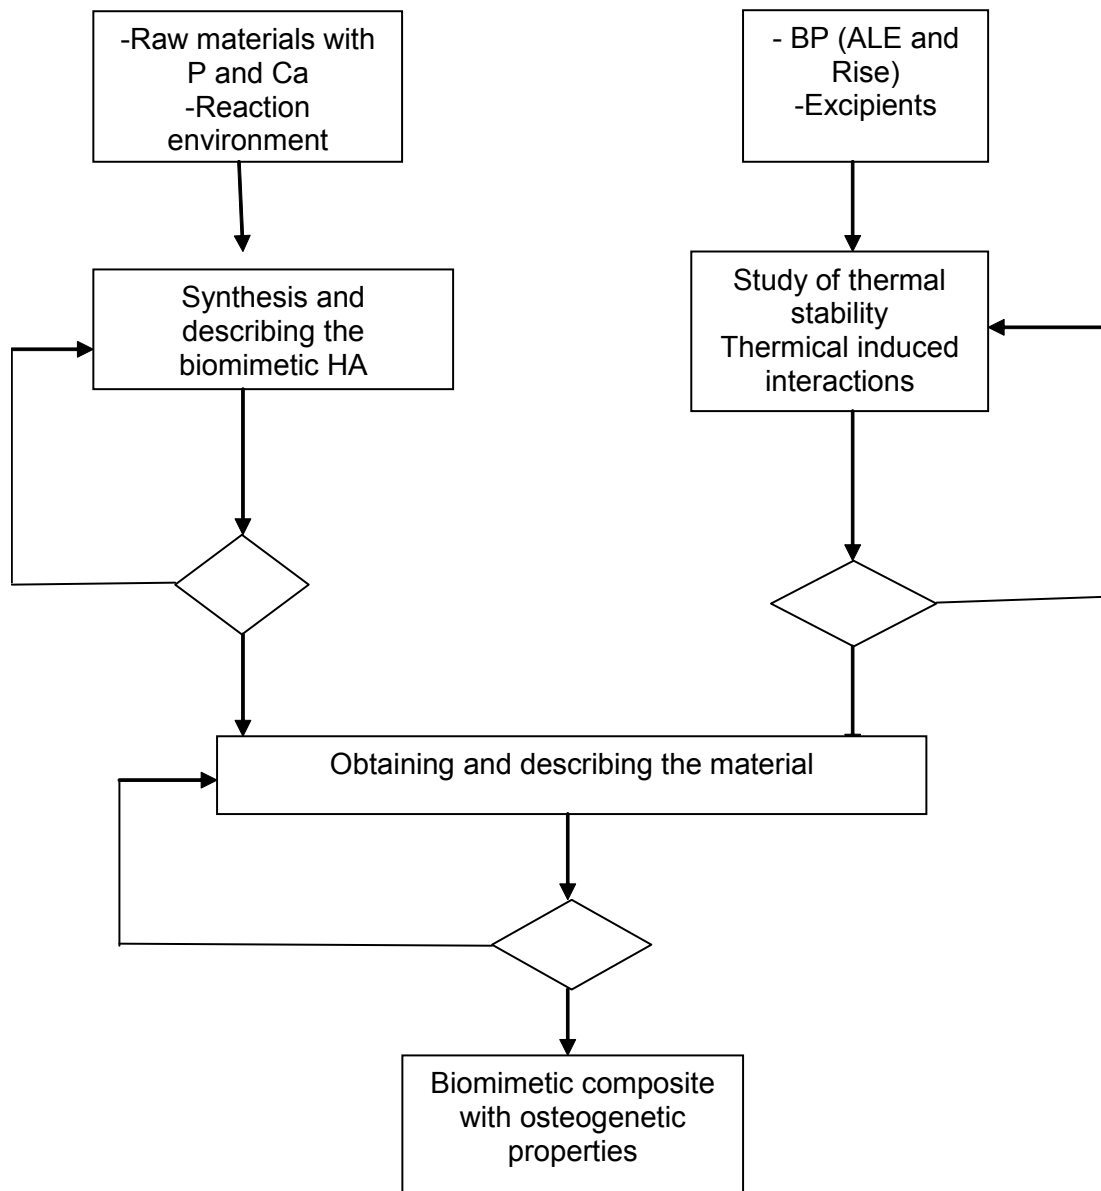 -Raw materials with
P and Ca
-Reaction
environment
- BP (ALE and
Rise)
-Excipients
Synthesis and
describing the
biomimetic HA
Study of thermal
stability
Thermical induced
interactions
Obtaining and describing the material
Biomimetic composite
with osteogenetic
properties